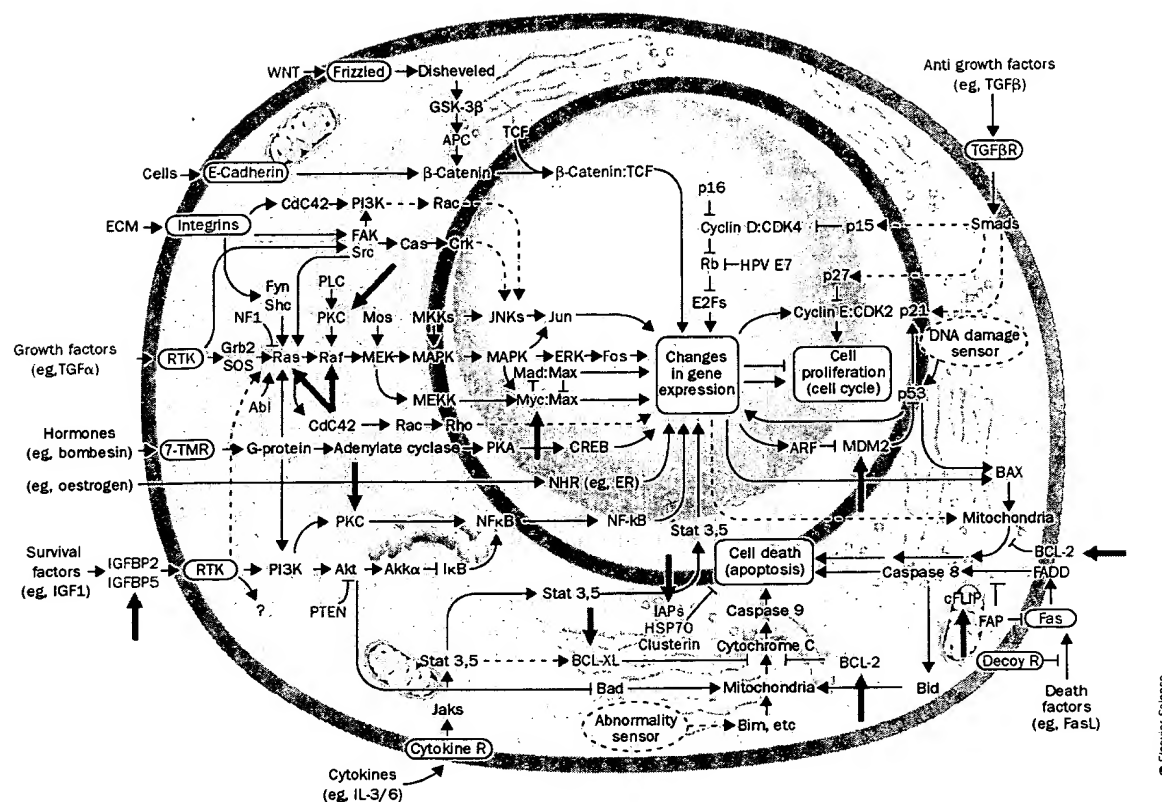 WNT
Frizzled
Disheveled
GSK-3β
APC
TCF
Cells
E-Cadherin
β-Catenin
β-Catenin:TCF
Anti growth factors
(eg, TGFβ)
TGFβR
Smads
p16
Cyclin D:CDK4
p15
Rb
HPV E7
E2Fs
p27
Cyclin E:CDK2
p21
DNA damage
sensor
ECM
Integrins
CdC42
PI3K
Rac
FAK
Src
Cas
Crk
Fyn
Shc
PLC
NF1
PKC
Mos
MKKs
JNKs
Jun
Growth factors
(eg,TGFα)
RTK
Grb2
SOS
Ras
Raf
MEK
MAPK
MAPK
ERK
Fos
Mad:Max
Myc:Max
Changes
in gene
expression
Cell
proliferation
(cell cycle)
p53
Abl
MEKK
CdC42
Rac
Rho
Hormones
(eg, bombesin)
7-TMR
G-protein
Adenylate cyclase
PKA
CREB
ARF
MDM2
BAX
(eg, oestrogen)
NHR (eg, ER)
PKC
NFκB
NF-kB
Stat 3,5
Mitochondria
Survival
factors
(eg, IGF1)
IGFBP2
IGFBP5
RTK
PI3K
Akt
Akkα
IκB
?
PTEN
Cell death
(apoptosis)
BCL-2
Caspase 8
FADD
cFLIP
FAP
Fas
Stat 3,5
IAPs
HSP70
Clusterin
Caspase 9
Cytochrome C
Stat 3,5
BCL-XL
BCL-2
Decoy R
Bad
Mitochondria
Bid
Death
factors
(eg, FasL)
Jaks
Abnormality
sensor
Bim, etc
Cytokine R
Cytokines
(eg, IL-3/6)
© Elsevier Science